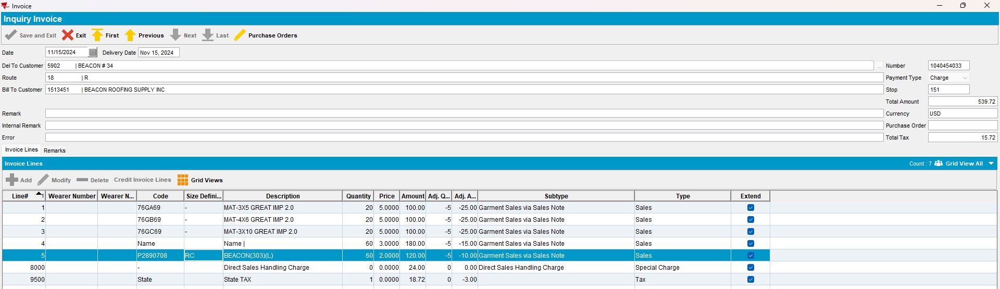 Invoice
Inquiry Invoice
Save and Exit Exit First Previous Next Last Purchase Orders
Date 11/15/2024 16 Delivery Date Nov 15, 2024
Del To Customer 5902 | BEACON # 34 ... Number 1040454033
Route 18 | R Payment Type Charge
Bill To Customer 1513451 | BEACON ROOFING SUPPLY INC Stop 151
Total Amount 539.72
Remark Currency USD
Internal Remark Purchase Order
Error Total Tax 15.72
Invoice Lines Remarks
Invoice Lines Count : 7 Grid View All
Add Modify Delete Credit Invoice Lines Grid Views
Line# 1 Wearer Number Wearer N... Code Size Defini... Description Quantity Price Amount Adj. Q... Adj. A... Subtype Type Extend
1 76GA69 - MAT-3X5 GREAT IMP 2.0 20 5.0000 100.00 -5 -25.00 Garment Sales via Sales Note Sales
2 76GB69 - MAT-4X6 GREAT IMP 2.0 20 5.0000 100.00 -5 -25.00 Garment Sales via Sales Note Sales
3 76GC69 - MAT-3X10 GREAT IMP 2.0 20 5.0000 100.00 -5 -25.00 Garment Sales via Sales Note Sales
4 Name Name | 60 3.0000 180.00 -5 -15.00 Garment Sales via Sales Note Sales
5 P2890708 RC BEACON(303)(L) 60 2.0000 120.00 -5 -10.00 Garment Sales via Sales Note Sales
8000 - Direct Sales Handling Charge 0 0.0000 24.00 0 0.00 Direct Sales Handling Charge Special Charge
9500 State State TAX 1 0.0000 18.72 0 -3.00 Tax